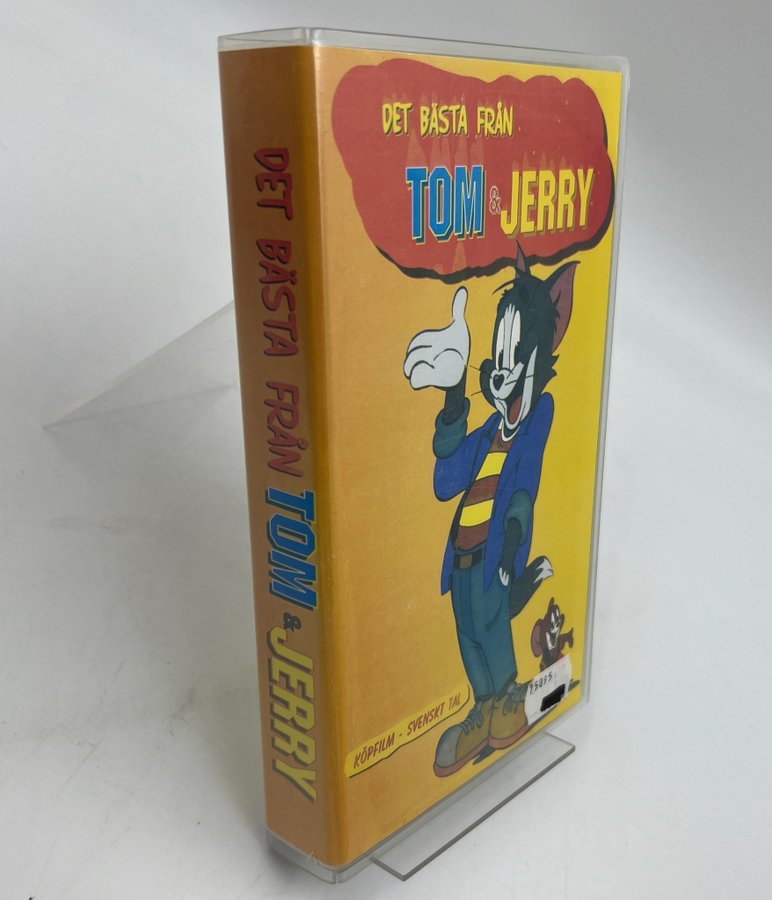 DET BÄSTA FRÅN TOM & JERRY
DET BÄSTA FRÅN
TOM & JERRY
KÖPFILM - SVENSKT TAL